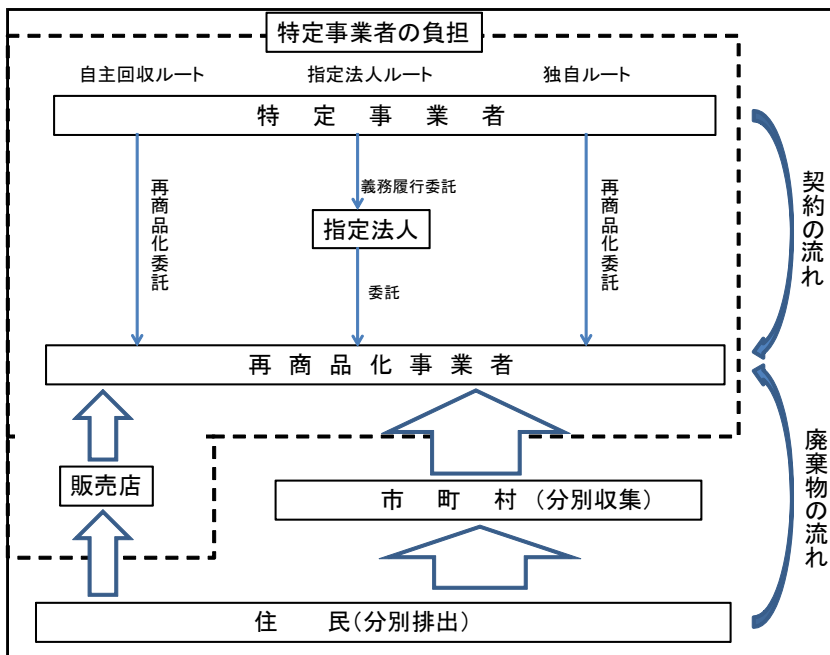 特定事業者の負担
自主回収ルート
指定法人ルート
独自ルート
特 定 事 業 者
再商品化委託
義務履行委託
再商品化委託
指定法人
委託
契約の流れ
再 商 品 化 事 業 者
販売店
市 町 村 (分別収集)
廃棄物の流れ
住 民(分別排出)